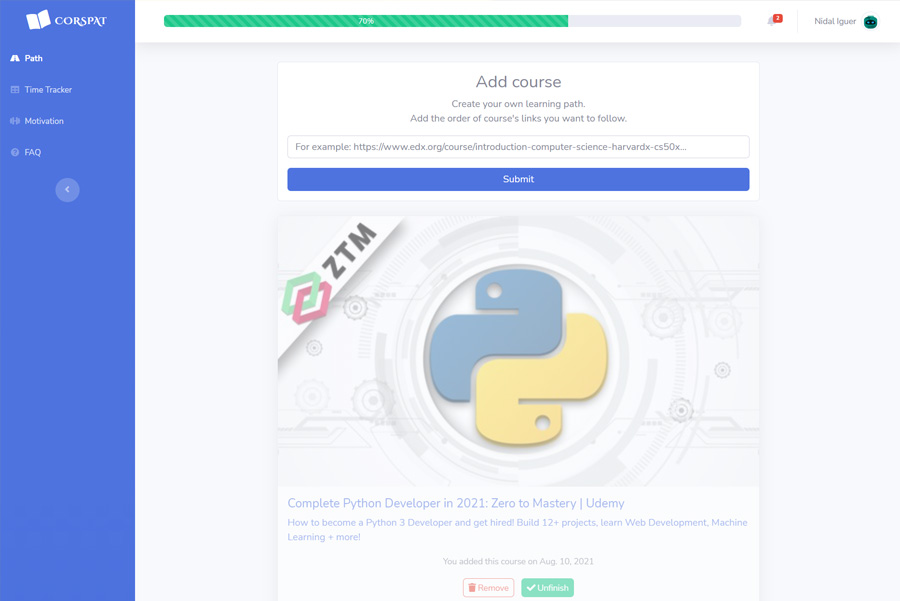 CORSPAT
70%
2
Nidal Iguer
Path
Time Tracker
Motivation
FAQ
Add course
Create your own learning path.
Add the order of course's links you want to follow.
For example: https://www.edx.org/course/introduction-computer-science-harvardx-cs50x...
Submit
ZTM
Complete Python Developer in 2021: Zero to Mastery | Udemy
How to become a Python 3 Developer and get hired! Build 12+ projects, learn Web Development, Machine
Learning + more!
You added this course on Aug. 10, 2021
Remove
Unfinish